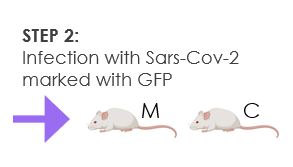 STEP 2:
Infection with Sars-Cov-2
marked with GFP
M C